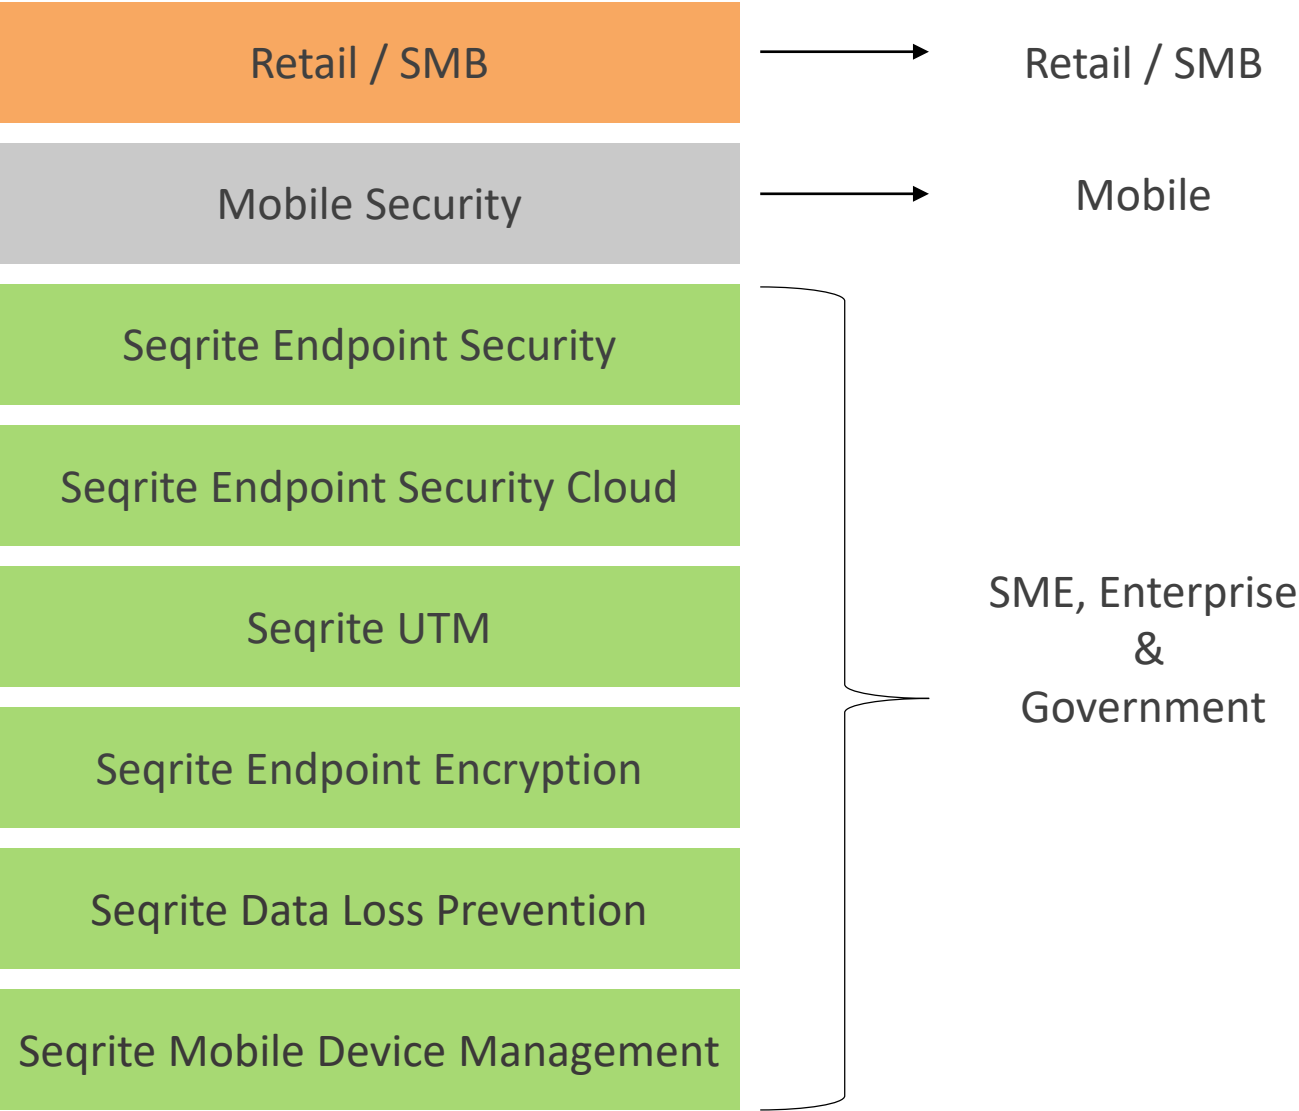 Retail / SMB
Retail / SMB
Mobile Security
Mobile
Seqrite Endpoint Security
Seqrite Endpoint Security Cloud
Seqrite UTM
Seqrite Endpoint Encryption
Seqrite Data Loss Prevention
Seqrite Mobile Device Management
SME, Enterprise
&
Government